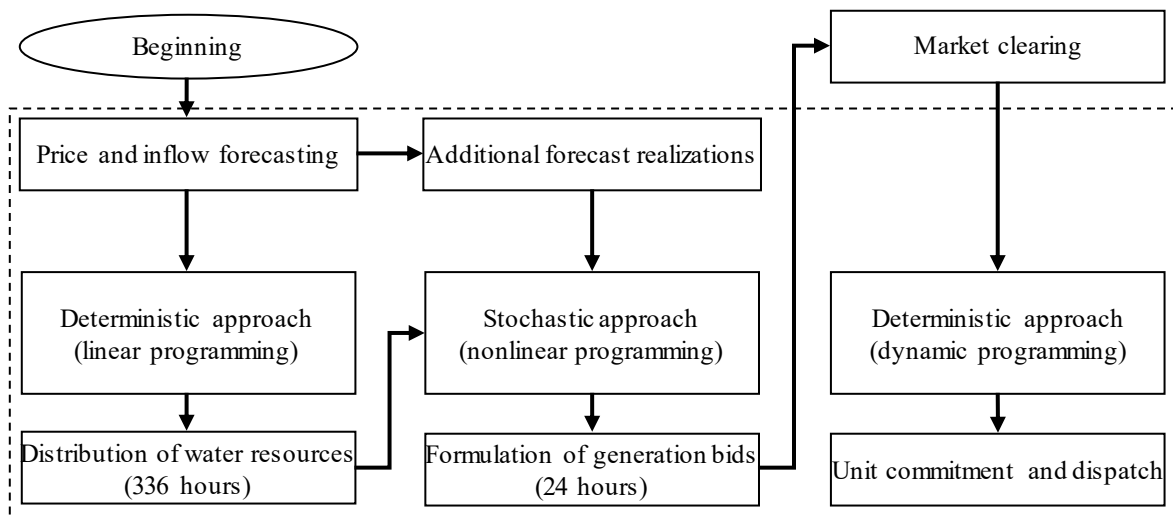 Beginning
Market clearing
Price and inflow forecasting
Additional forecast realizations
Deterministic approach
(linear programming)
Stochastic approach
(nonlinear programming)
Deterministic approach
(dynamic programming)
Distribution of water resources
(336 hours)
Formulation of generation bids
(24 hours)
Unit commitment and dispatch